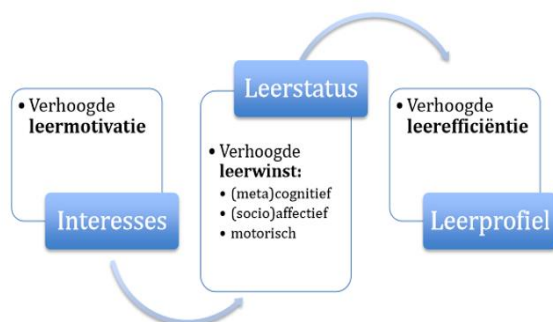 • Verhoogde
leermotivatie
Interesses
Leerstatus
• Verhoogde
leerwinst:
• (meta)cognitief
• (socio)affectief
• motorisch
• Verhoogde
leerefficiëntie
Leerprofiel